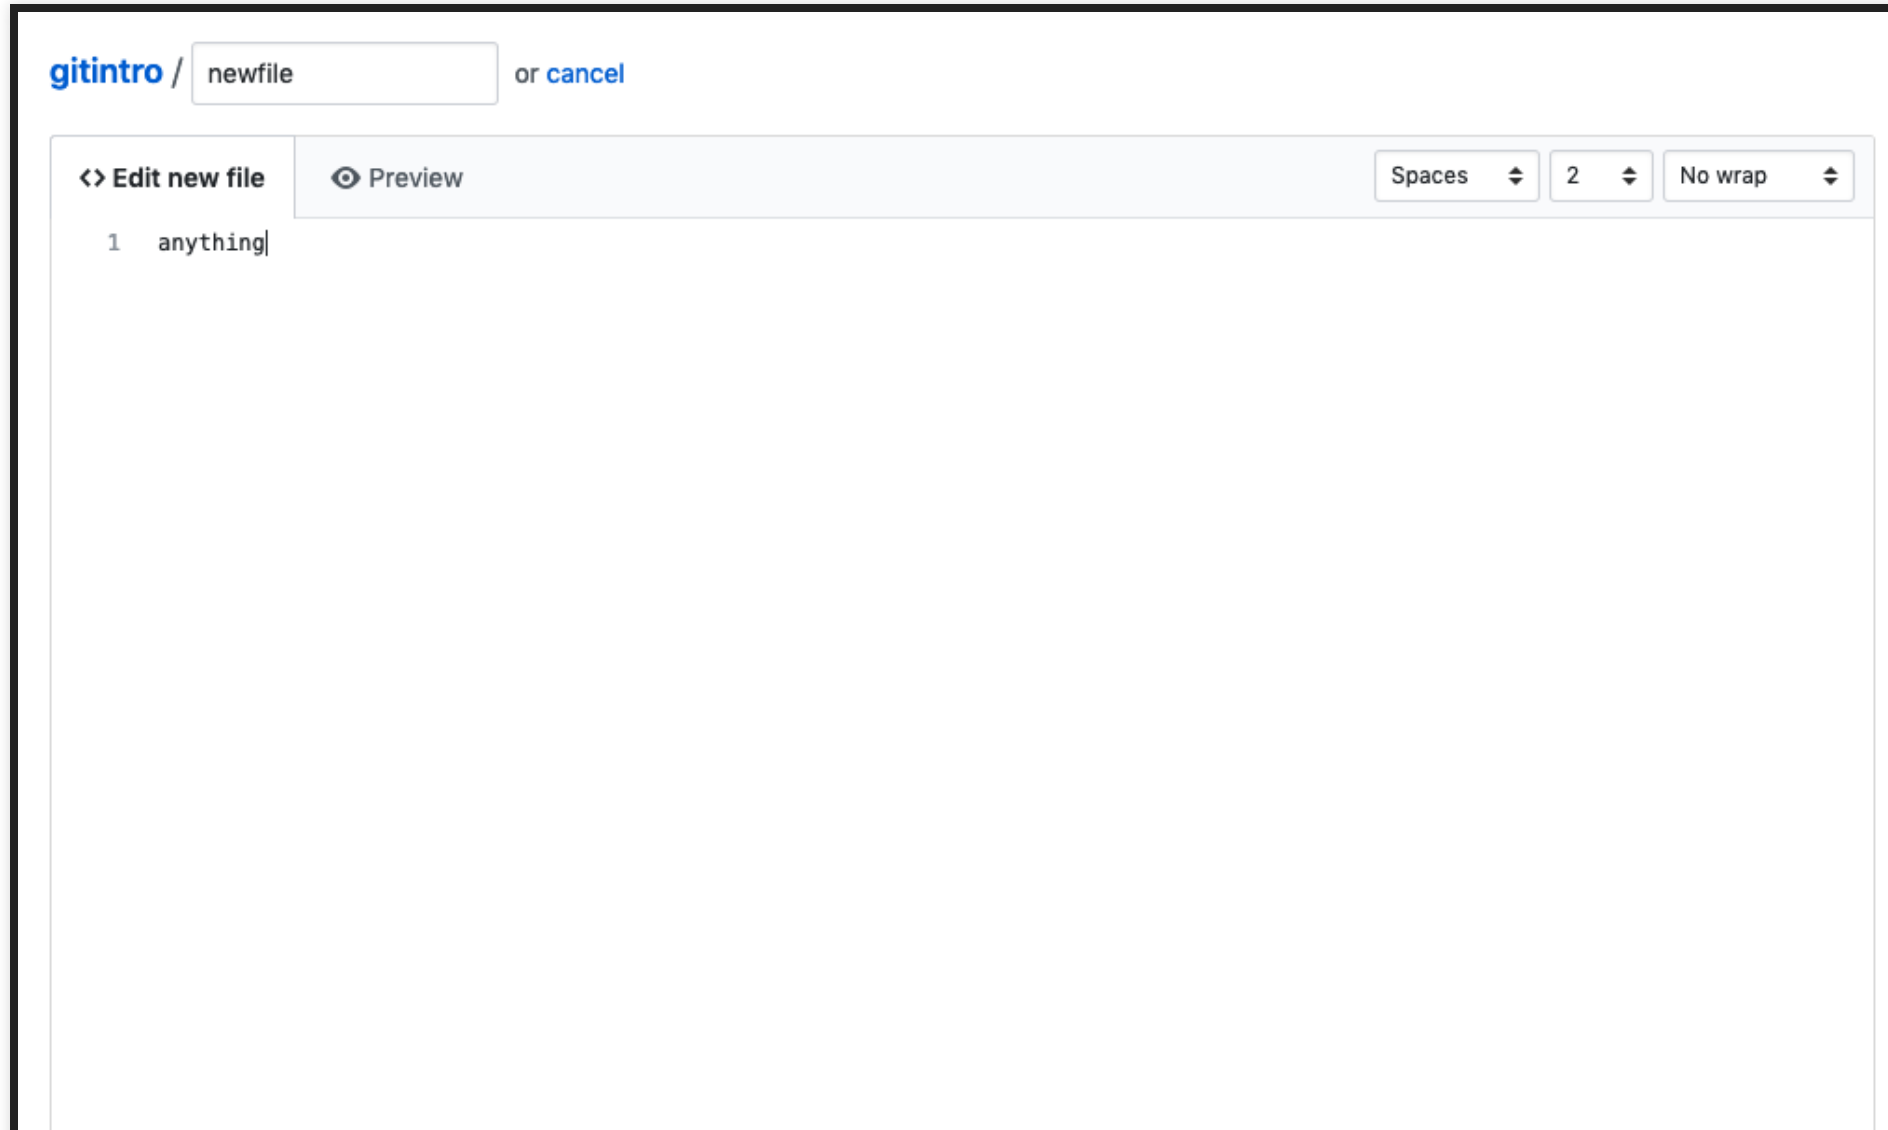 gitintro / newfile or cancel
<> Edit new file Preview Spaces 2 No wrap
1 anything